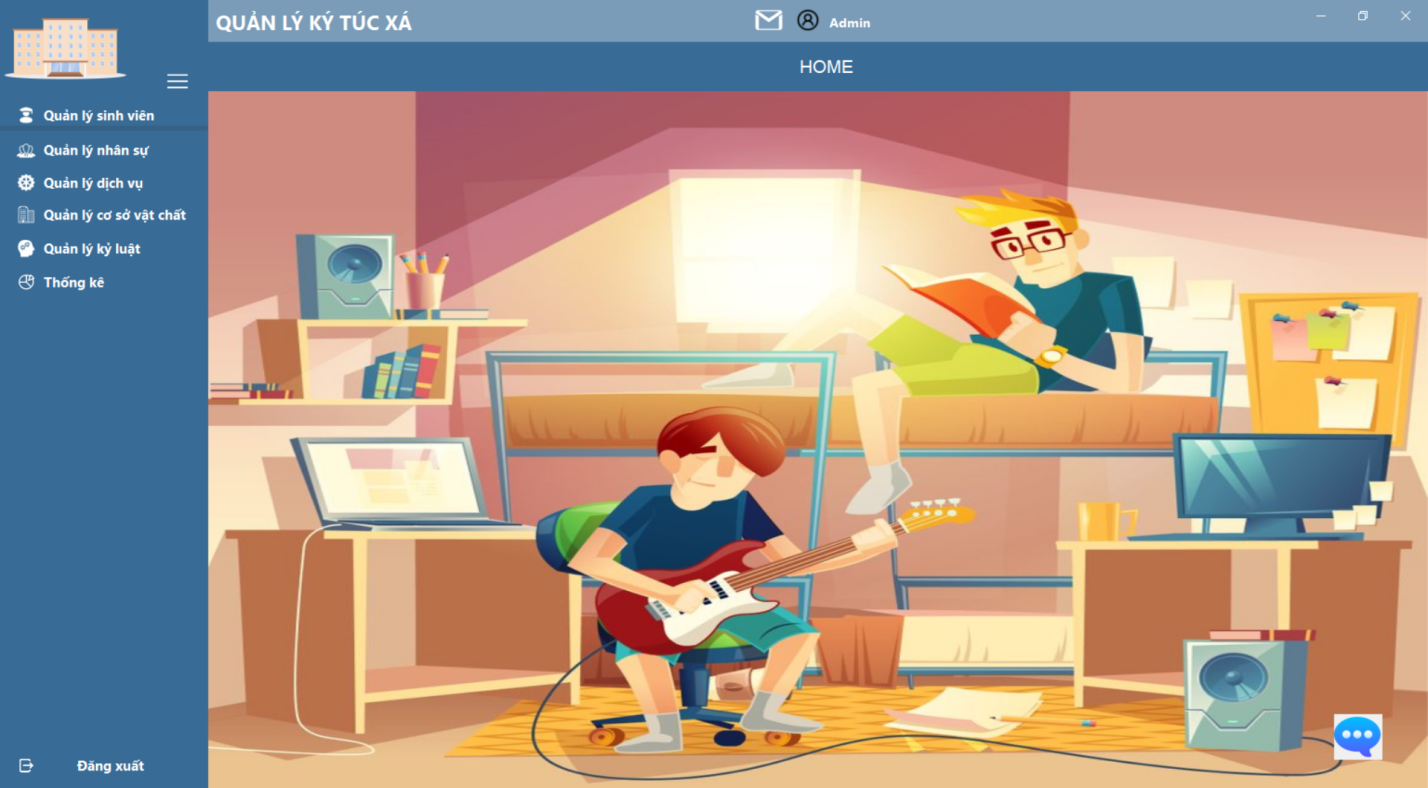 QUẢN LÝ KÝ TÚC XÁ
Admin
HOME
Quản lý sinh viên
Quản lý nhân sự
Quản lý dịch vụ
Quản lý cơ sở vật chất
Quản lý kỷ luật
Thống kê
Đăng xuất